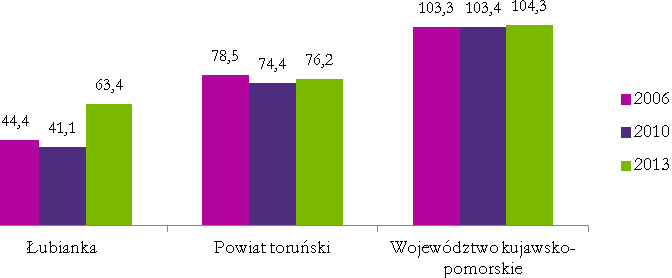 103,3 103,4 104,3
78,5 74,4 76,2
63,4
44,4 41,1
2006
2010
2013
Łubianka
Powiat toruński
Województwo kujawsko-
pomorskie